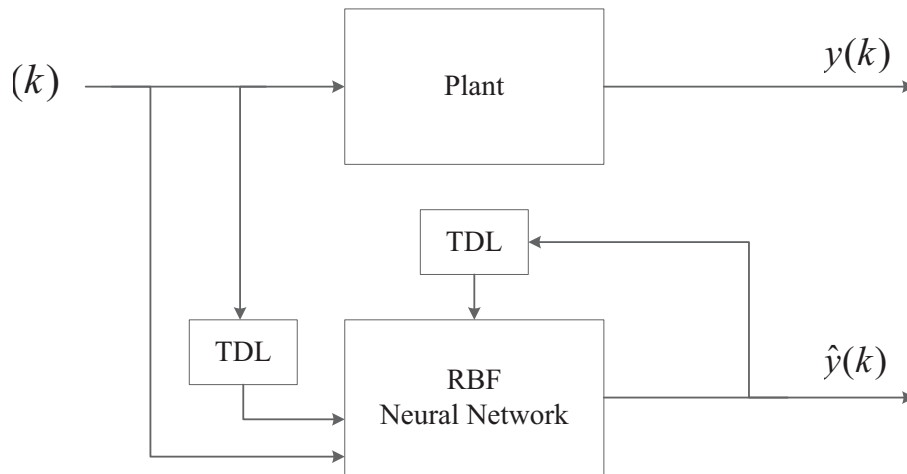 (k)
y(k)
Plant
TDL
TDL
RBF
Neural Network
ŷ(k)